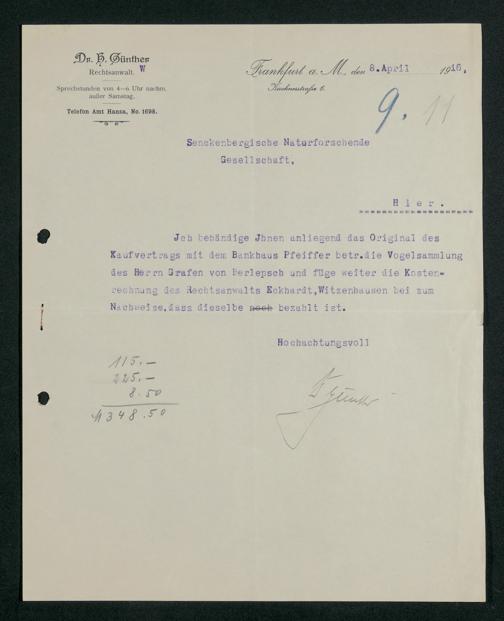 Dr. H. Günther
Rechtsanwalt. W
Sprechstunden von 4–6 Uhr nachm.
außer Samstag.
Telefon Amt Hansa, No. 1698.
Frankfurt a. M., den 8.April 1916.
Kirchnerstraße 6.
9. 11
Senckenbergische Naturforschende
Gesellschaft.
Hier.
Jch behändige Jhnen anliegend das Original des
Kaufvertrags mit dem Bankhaus Pfeiffer betr.die Vogelsammlung
des Herrn Grafen von Berlepsch und füge weiter die Kosten=
rechnung des Rechtsanwalts Eckhardt,Witzenhausen bei zum
Nachweise,dass dieselbe noch bezahlt ist.
Hochachtungsvoll
115.—
225.—
8.50
M 348.50
Günther